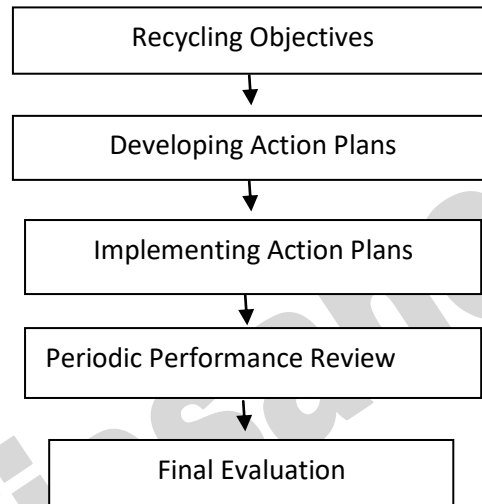 Recycling Objectives
Developing Action Plans
Implementing Action Plans
Periodic Performance Review
Final Evaluation